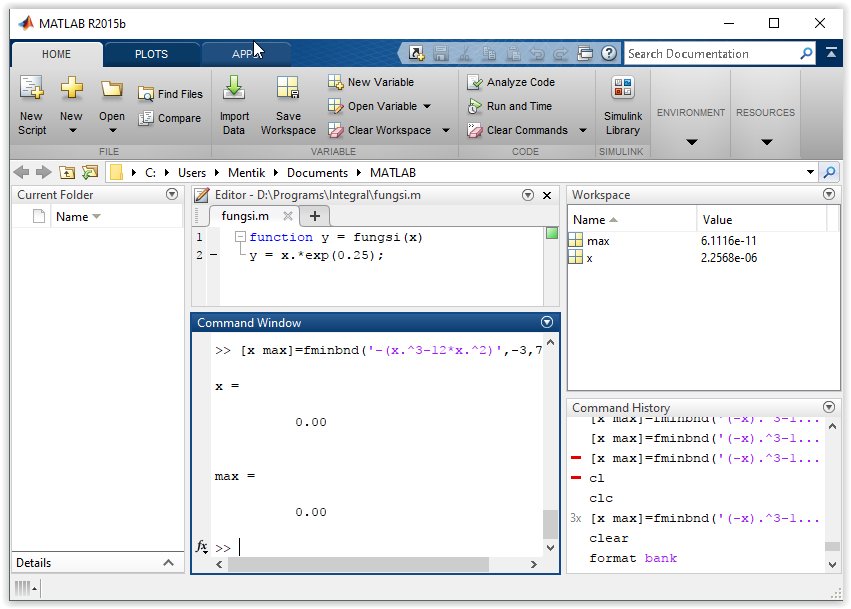 MATLAB R2015b
HOME PLOTS APPS
Search Documentation
New Script
New
Open
Find Files
Compare
Import Data
Save Workspace
New Variable
Open Variable
Clear Workspace
Analyze Code
Run and Time
Clear Commands
Simulink Library
ENVIRONMENT
RESOURCES
FILE VARIABLE CODE SIMULINK
C: Users Mentik Documents MATLAB
Current Folder
Name
Details
Editor - D:\Programs\Integral\fungsi.m
fungsi.m
1 function y = fungsi(x)
2 y = x.*exp(0.25);
Command Window
>> [x max]=fminbnd('-(x.^3-12*x.^2)',-3,7
x =
0.00
max =
0.00
fx >>
Workspace
Name Value
max 6.1116e-11
x 2.2568e-06
Command History
[x max]=fminbnd('(-x).^3-1...
[x max]=fminbnd('(-x).^3-1...
[x max]=fminbnd('(-x).^3-1...
cl
clc
3x [x max]=fminbnd('(-x).^3-1...
clear
format bank